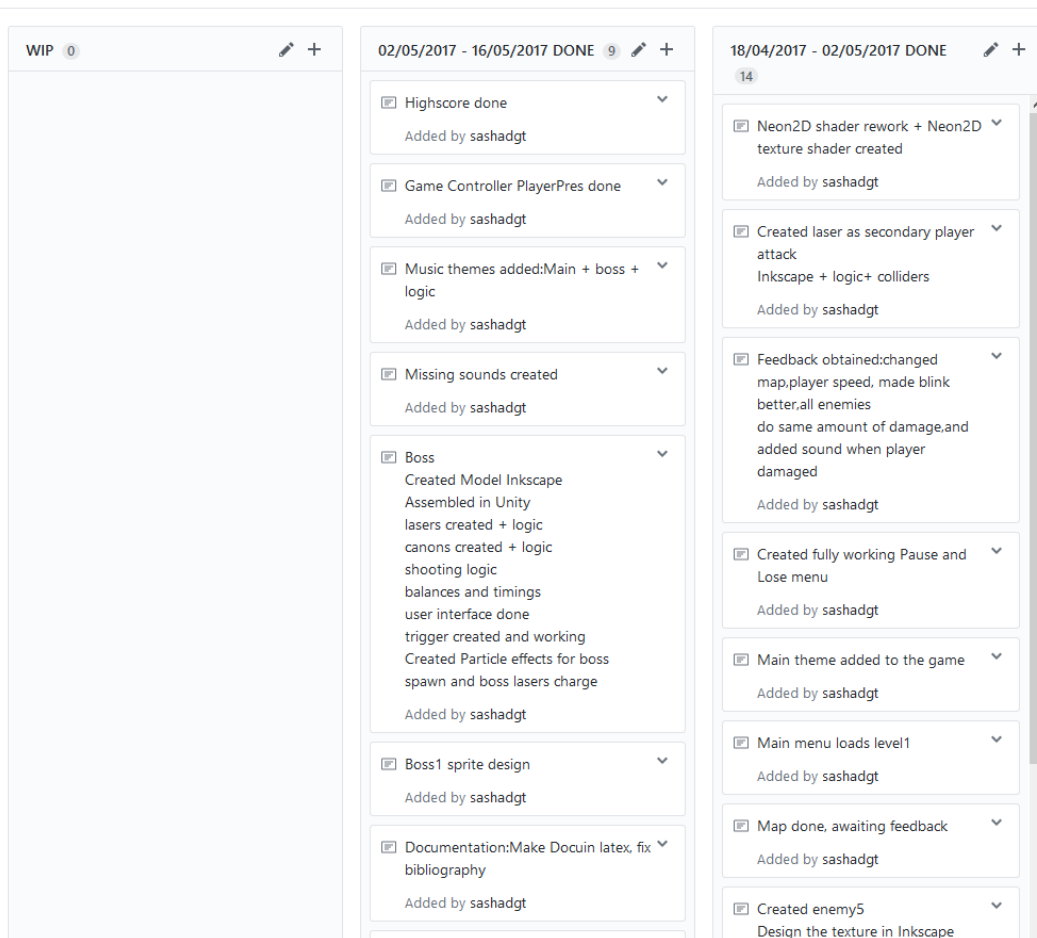 WIP 0
02/05/2017 - 16/05/2017 DONE 9
Highscore done
Added by sashadgt
Game Controller PlayerPres done
Added by sashadgt
Music themes added:Main + boss +
logic
Added by sashadgt
Missing sounds created
Added by sashadgt
Boss
Created Model Inkscape
Assembled in Unity
lasers created + logic
canons created + logic
shooting logic
balances and timings
user interface done
trigger created and working
Created Particle effects for boss
spawn and boss lasers charge
Added by sashadgt
Boss1 sprite design
Added by sashadgt
Documentation:Make Docuin latex, fix
bibliography
Added by sashadgt
18/04/2017 - 02/05/2017 DONE
14
Neon2D shader rework + Neon2D
texture shader created
Added by sashadgt
Created laser as secondary player
attack
Inkscape + logic+ colliders
Added by sashadgt
Feedback obtained:changed
map,player speed, made blink
better,all enemies
do same amount of damage,and
added sound when player
damaged
Added by sashadgt
Created fully working Pause and
Lose menu
Added by sashadgt
Main theme added to the game
Added by sashadgt
Main menu loads level1
Added by sashadgt
Map done, awaiting feedback
Added by sashadgt
Created enemy5
Design the texture in Inkscape